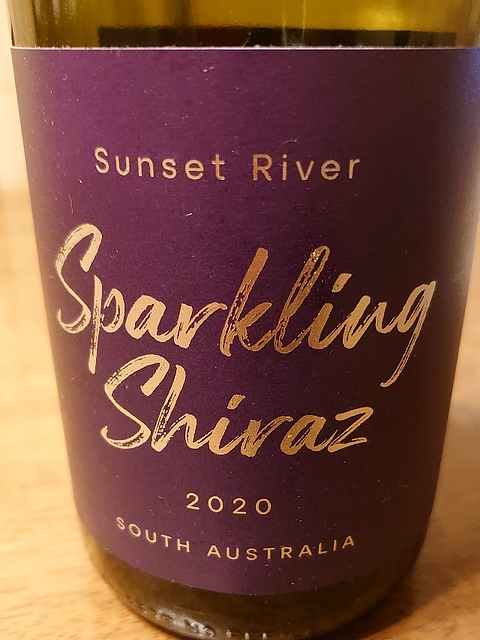 Sunset River
Sparkling
Shiraz
2020
SOUTH AUSTRALIA